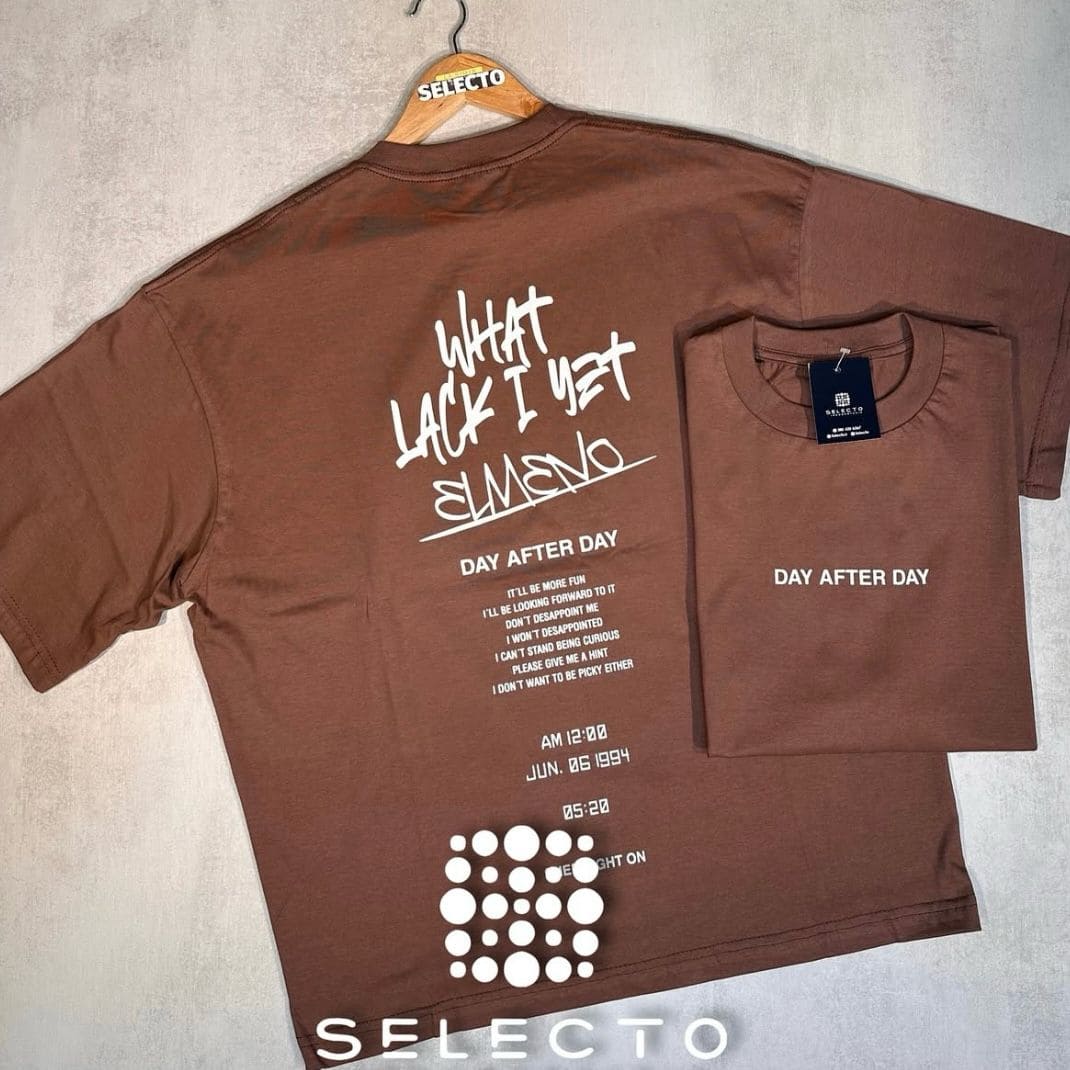 SELECTO
WHAT
LACK I YET
ELMENO
DAY AFTER DAY
IT'LL BE MORE FUN
I'LL BE LOOKING FORWARD TO IT
DON'T DESAPPOINT ME
I WON'T DESAPPOINTED
I CAN'T STAND BEING CURIOUS
PLEASE GIVE ME A HINT
I DON'T WANT TO BE PICKY EITHER
AM 12:00
JUN. 06 1994
05:20
GHT ON
SELECTO
DAY AFTER DAY
SELECTO